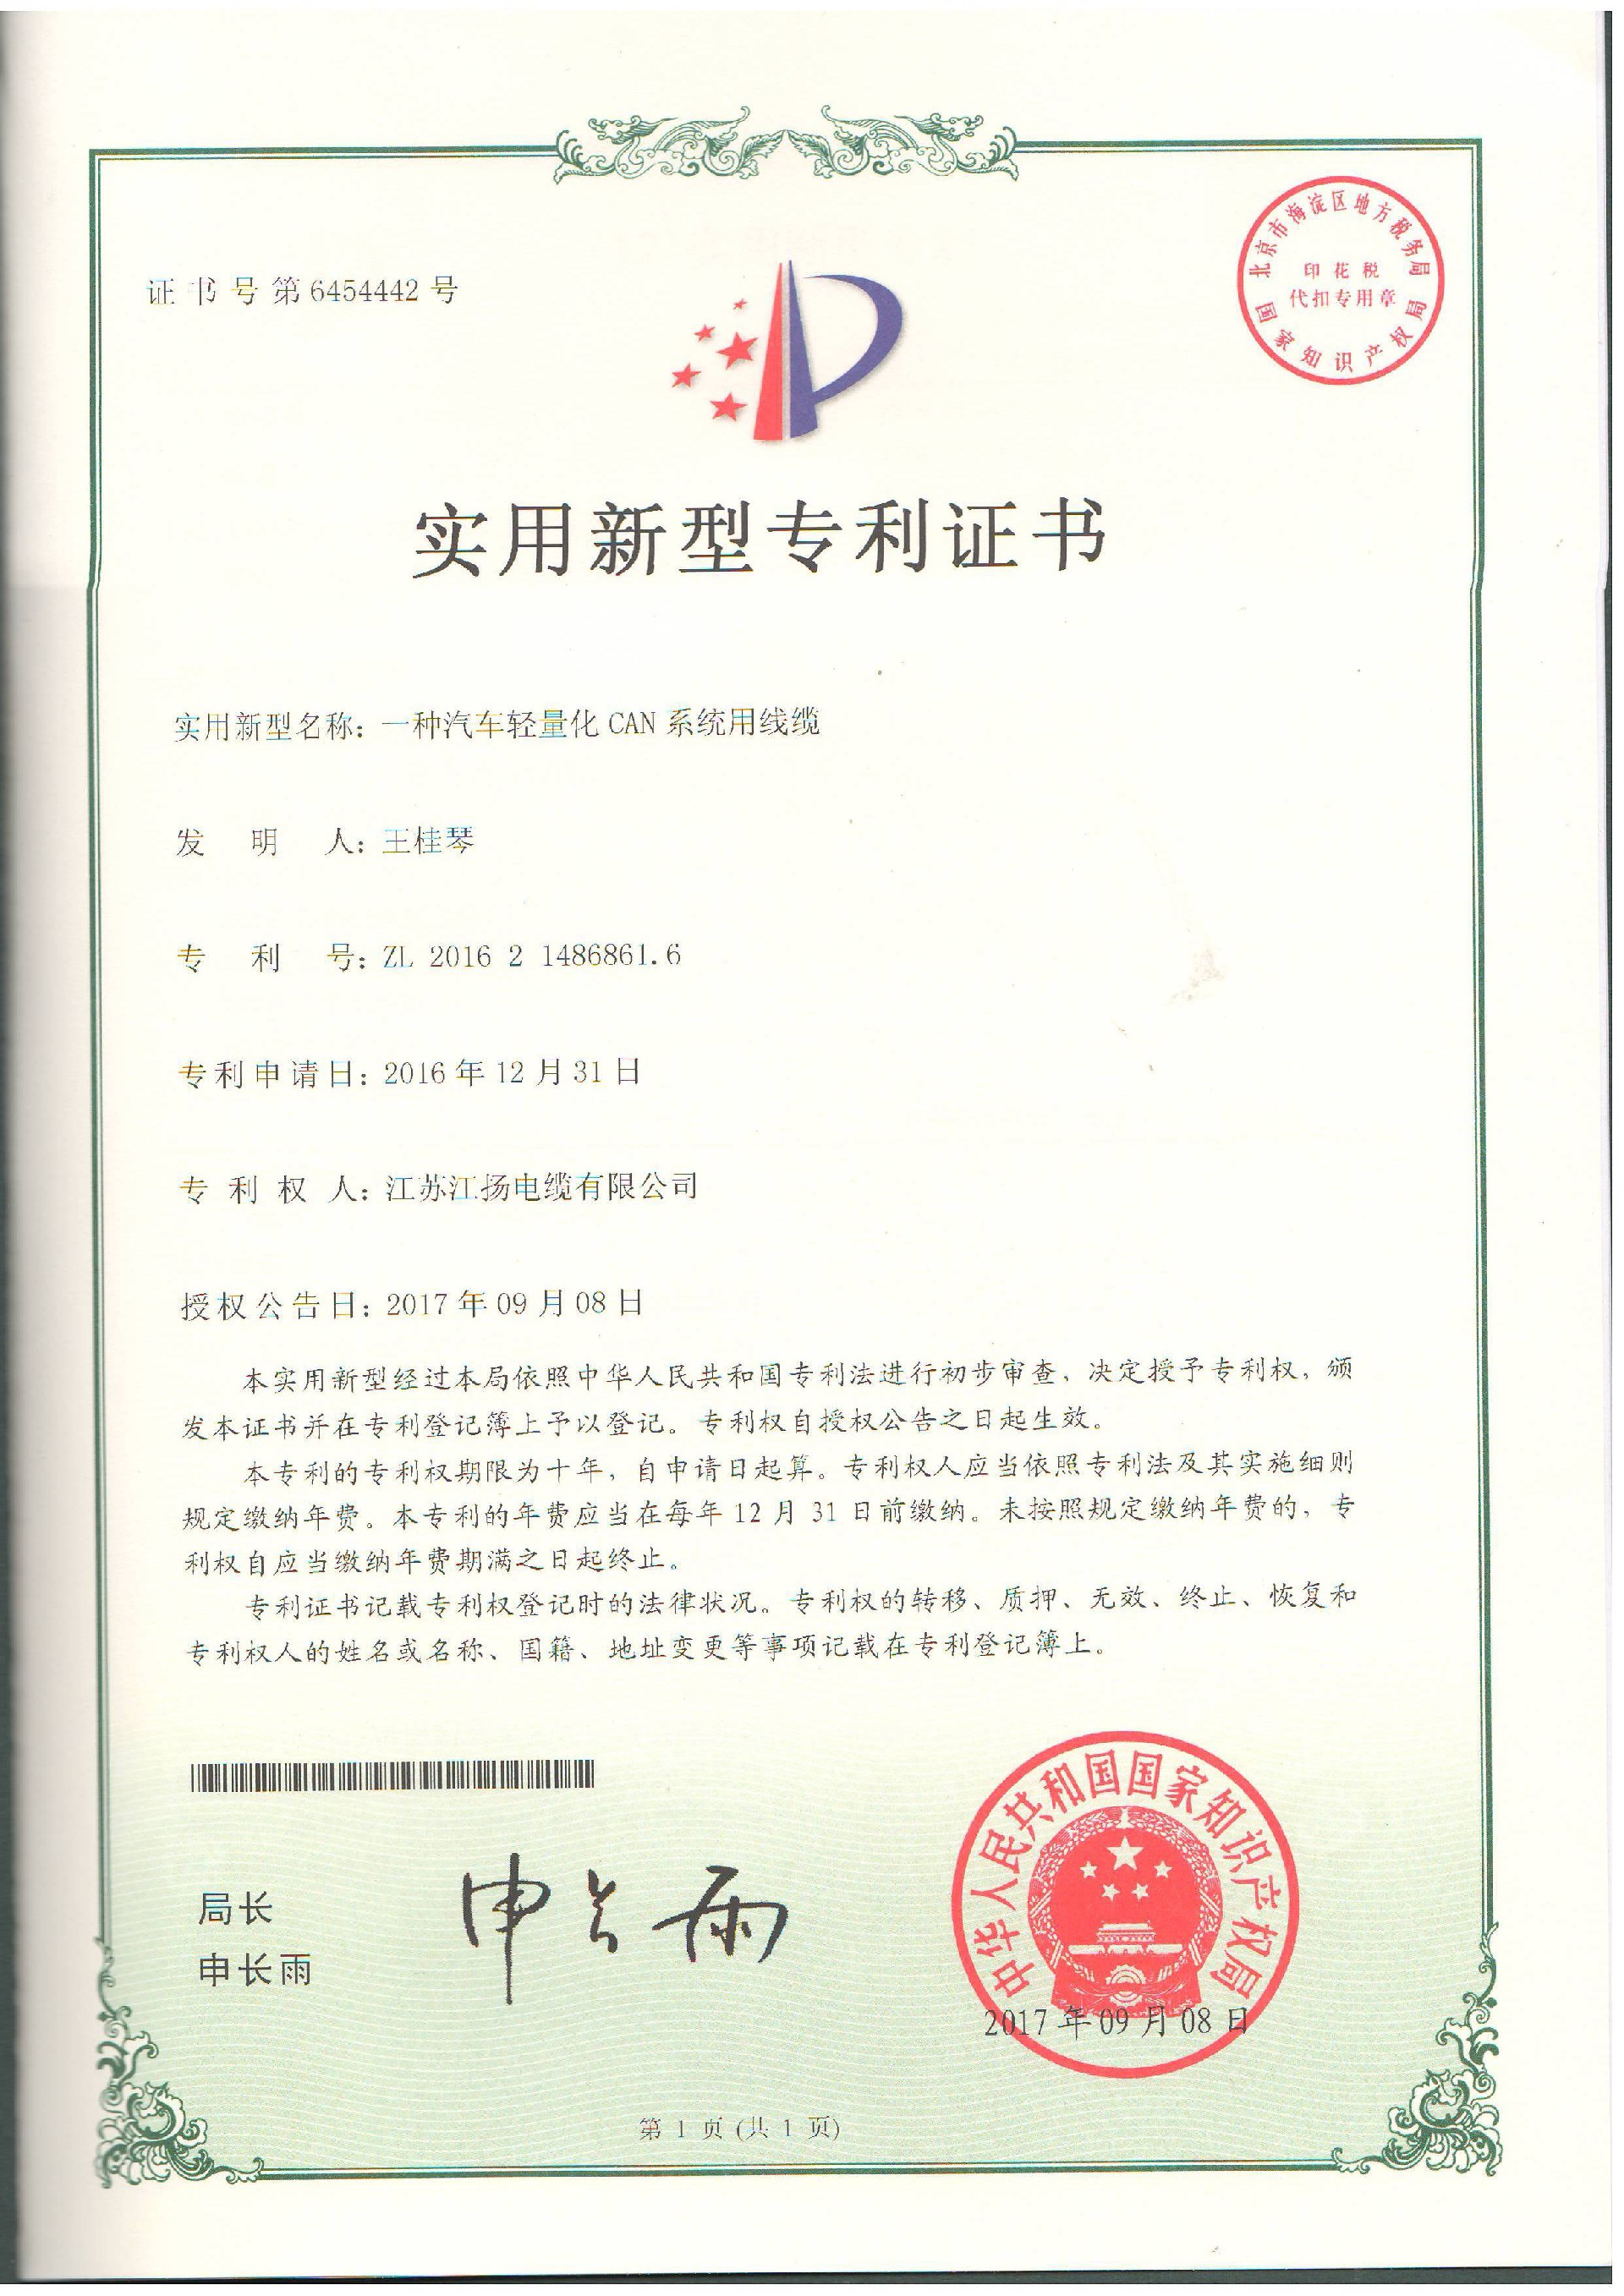 证书号第6454442号
北京市海淀区地方税务局
印花税
代扣专用章
国家知识产权局
实用新型专利证书
实用新型名称：一种汽车轻量化CAN系统用线缆
发明人：王桂琴
专利号：ZL 2016 2 1486861.6
专利申请日：2016年12月31日
专利权人：江苏江扬电缆有限公司
授权公告日：2017年09月08日
本实用新型经过本局依照中华人民共和国专利法进行初步审查，决定授予专利权，颁
发本证书并在专利登记簿上予以登记。专利权自授权公告之日起生效。
本专利的专利权期限为十年，自申请日起算。专利权人应当依照专利法及其实施细则
规定缴纳年费。本专利的年费应当在每年12月31日前缴纳。未按照规定缴纳年费的，专
利权自应当缴纳年费期满之日起终止。
专利证书记载专利权登记时的法律状况。专利权的转移、质押、无效、终止、恢复和
专利权人的姓名或名称、国籍、地址变更等事项记载在专利登记簿上。
局长
申长雨
申长雨
中华人民共和国国家知识产权局
2017年09月08日
第1页(共1页)